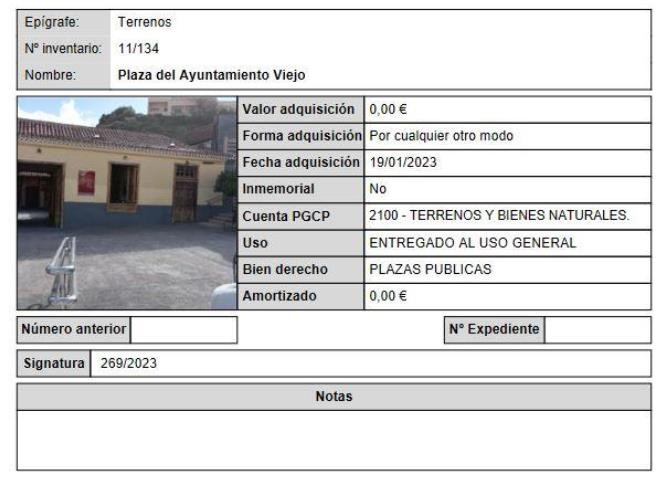 Epígrafe: Terrenos
Nº inventario: 11/134
Nombre: Plaza del Ayuntamiento Viejo
Valor adquisición 0,00 €
Forma adquisición Por cualquier otro modo
Fecha adquisición 19/01/2023
Inmemorial No
Cuenta PGCP 2100 - TERRENOS Y BIENES NATURALES.
Uso ENTREGADO AL USO GENERAL
Bien derecho PLAZAS PUBLICAS
Amortizado 0,00 €
Número anterior
Nº Expediente
Signatura 269/2023
Notas